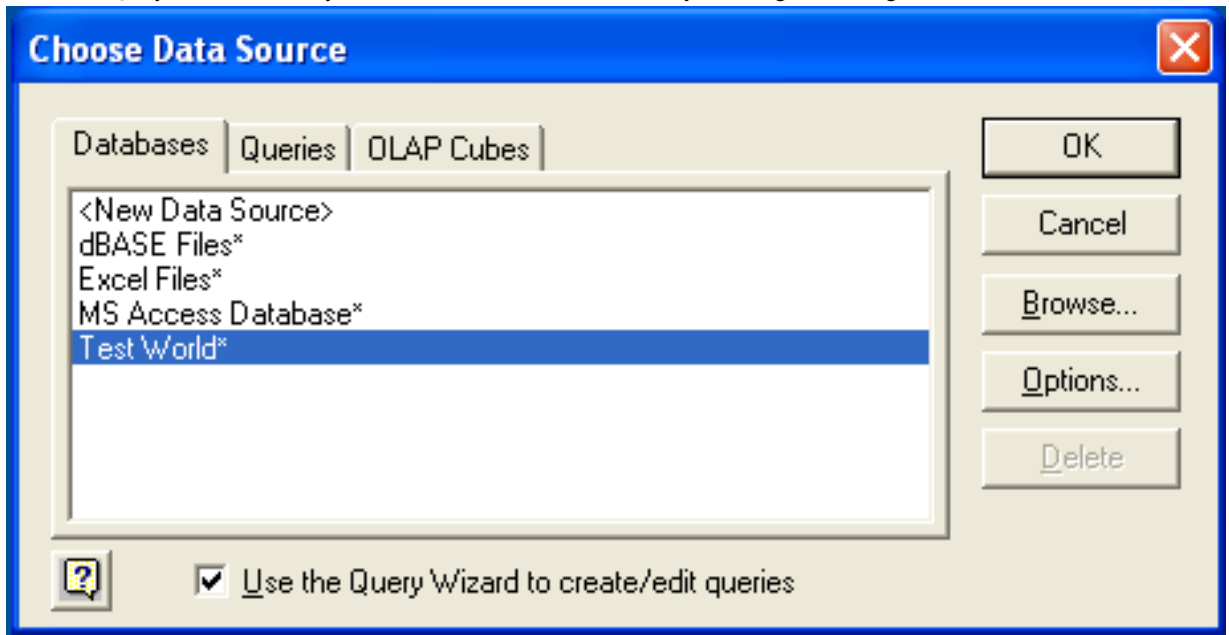 Choose Data Source
Databases Queries OLAP Cubes
<New Data Source>
dBASE Files*
Excel Files*
MS Access Database*
Test World*
OK
Cancel
Browse...
Options...
Delete
Use the Query Wizard to create/edit queries